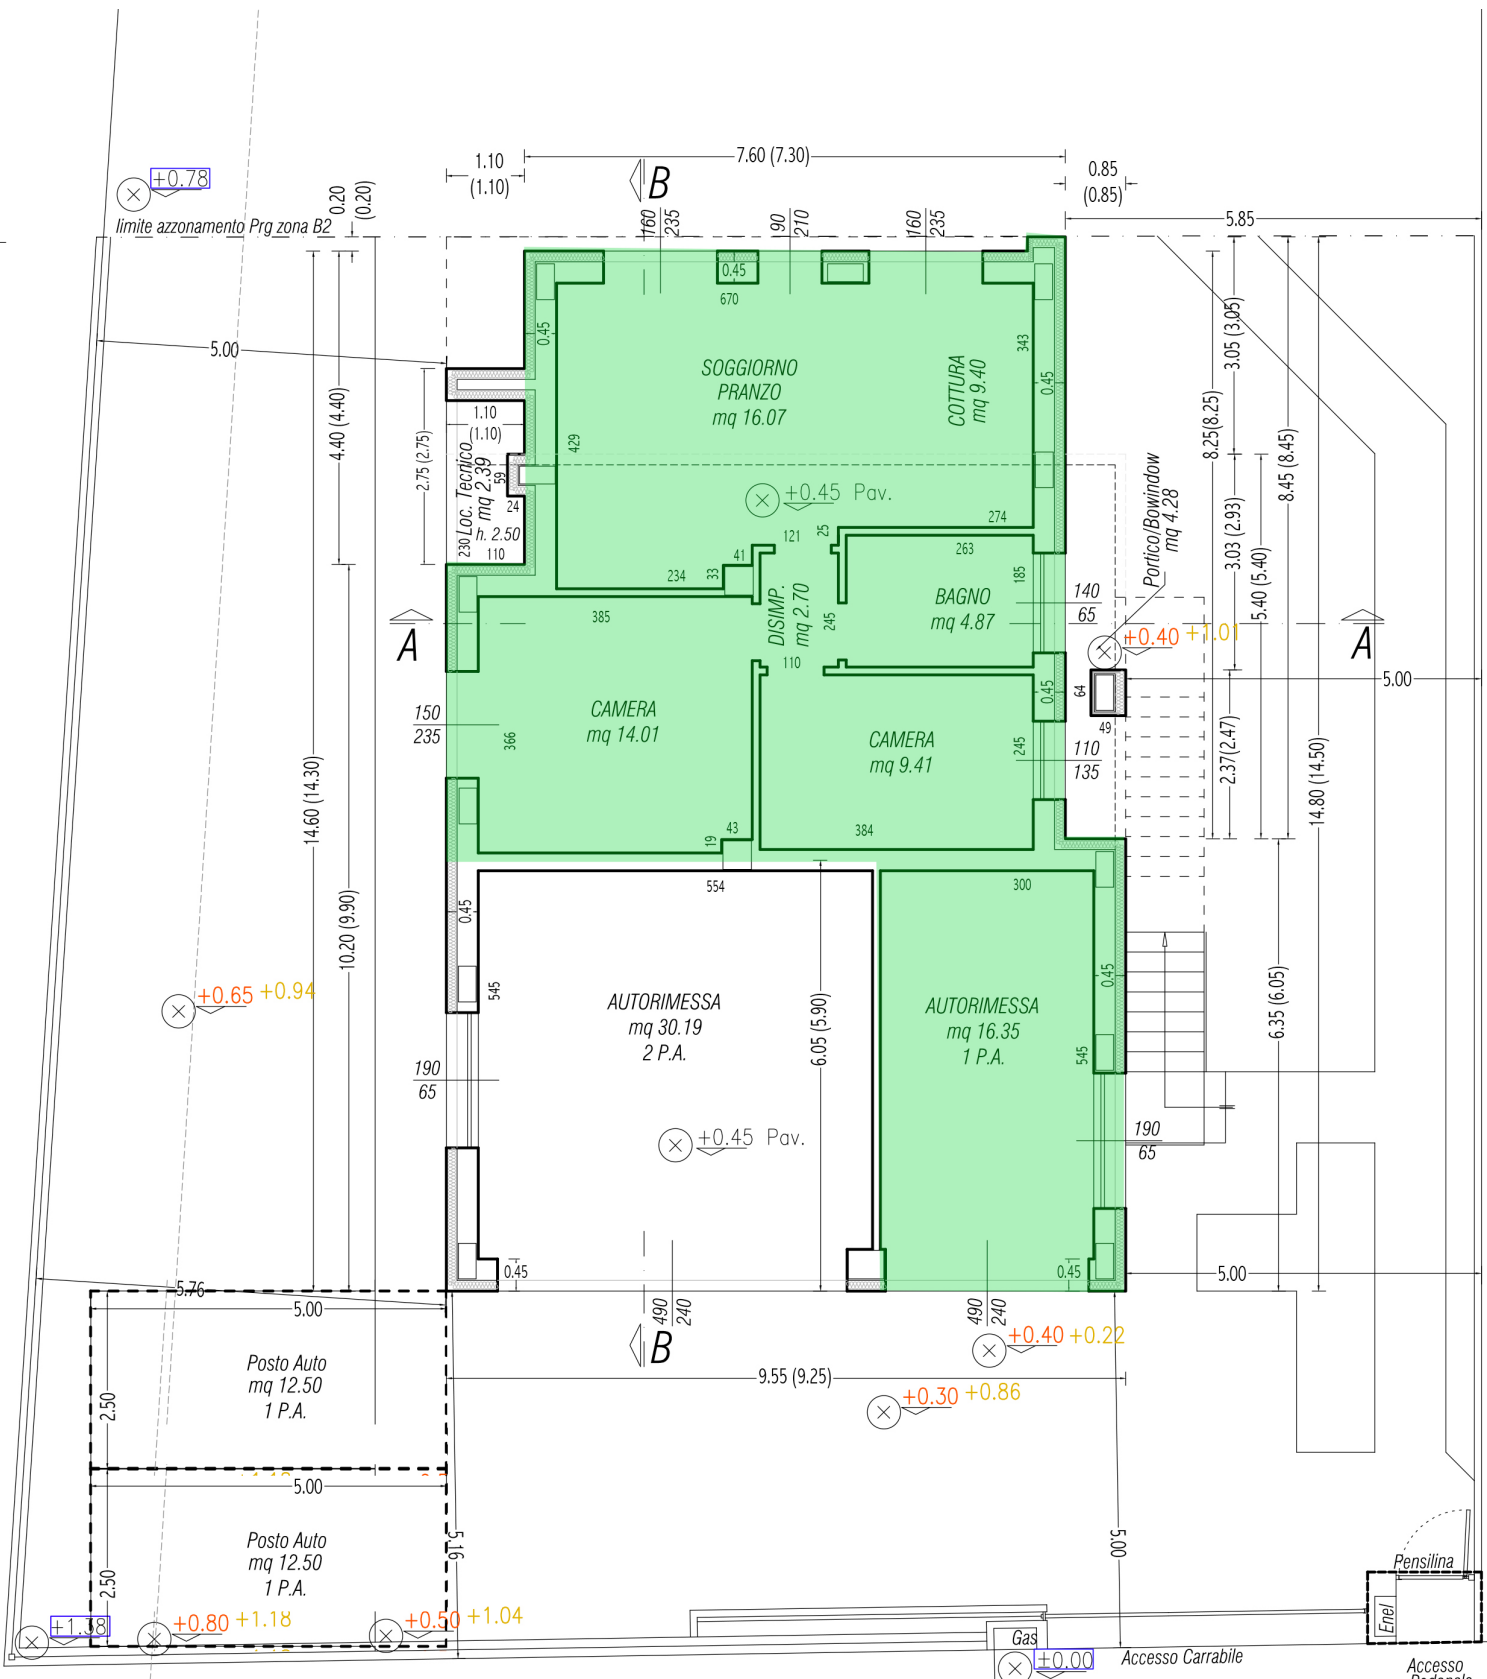 +0.78
limite azzonamento Prg zona B2
0.20
(0.20)
1.10
(1.10)
7.60 (7.30)
B
0.85
(0.85)
5.85
160
235
90
210
160
235
0.45
670
0.45
343
0.45
SOGGIORNO
PRANZO
mq 16.07
COTTURA
mq 9.40
429
5.00
4.40 (4.40)
2.75 (2.75)
1.10
(1.10)
Loc. Tecnico
mq 2.39
h. 2.50
59
24
230
110
+0.45 Pav.
274
121
25
263
41
33
234
185
385
DISIMP.
mq 2.70
245
110
BAGNO
mq 4.87
140
65
Portico/Bowindow
mq 4.28
3.05 (3.05)
8.25(8.25)
8.45 (8.45)
3.03 (2.93)
5.40 (5.40)
2.37(2.47)
14.80 (14.50)
A
A
+0.40 +1.01
5.00
64
49
0.45
150
235
366
CAMERA
mq 14.01
CAMERA
mq 9.41
245
110
135
43
19
384
14.60 (14.30)
10.20 (9.90)
554
300
0.45
545
AUTORIMESSA
mq 30.19
2 P.A.
6.05 (5.90)
AUTORIMESSA
mq 16.35
1 P.A.
0.45
545
6.35 (6.05)
+0.65 +0.94
190
65
+0.45 Pav.
190
65
0.45
0.45
5.00
5.76
5.00
490
240
B
490
240
+0.40 +0.22
9.55 (9.25)
+0.30 +0.86
Posto Auto
mq 12.50
1 P.A.
2.50
5.00
Posto Auto
mq 12.50
1 P.A.
2.50
5.16
5.00
+1.38
+0.80 +1.18
+0.50 +1.04
Pensilina
Enel
Gas
±0.00
Accesso Carrabile
Accesso